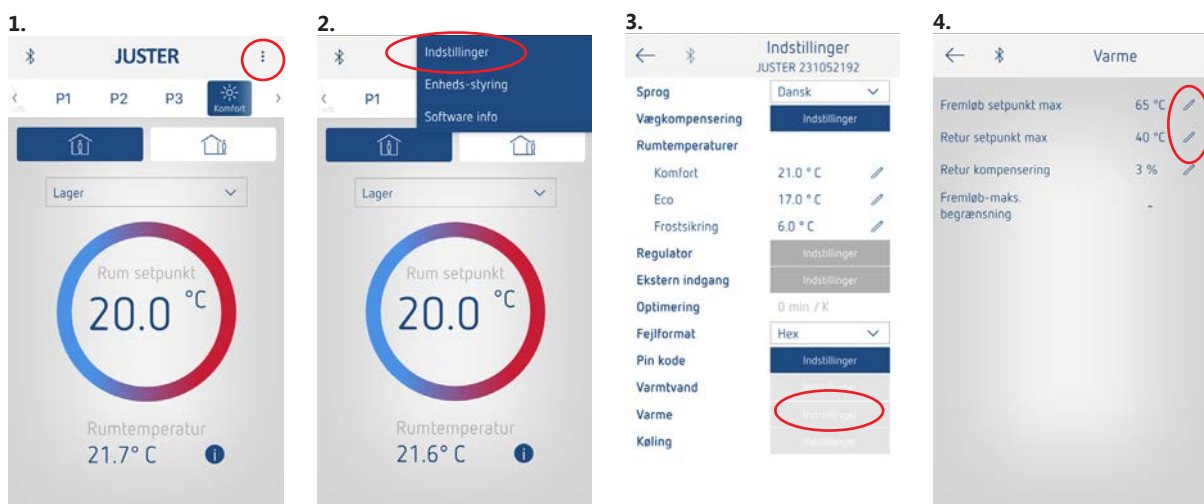 1.
JUSTER
P1 P2 P3 Komfort
Lager
Rum setpunkt
20.0 °C
Rumtemperatur
21.7° C
2.
Indstillinger
Enheds-styring
Software info
P1
Lager
Rum setpunkt
20.0 °C
Rumtemperatur
21.6° C
3.
Indstillinger
JUSTER 231052192
Sprog Dansk
Vægkompensering Indstillinger
Rumtemperaturer
Komfort 21.0 ° C
Eco 17.0 ° C
Frostsikring 6.0 ° C
Regulator Indstillinger
Ekstern indgang Indstillinger
Optimering 0 min. / K
Fejlformat Hex
Pin kode Indstillinger
Varmtvand
Varme Indstillinger
Køling Indstillinger
4.
Varme
Fremløb setpunkt max 65 °C
Retur setpunkt max 40 °C
Retur kompensering 3 %
Fremløb-maks.
begrænsning -